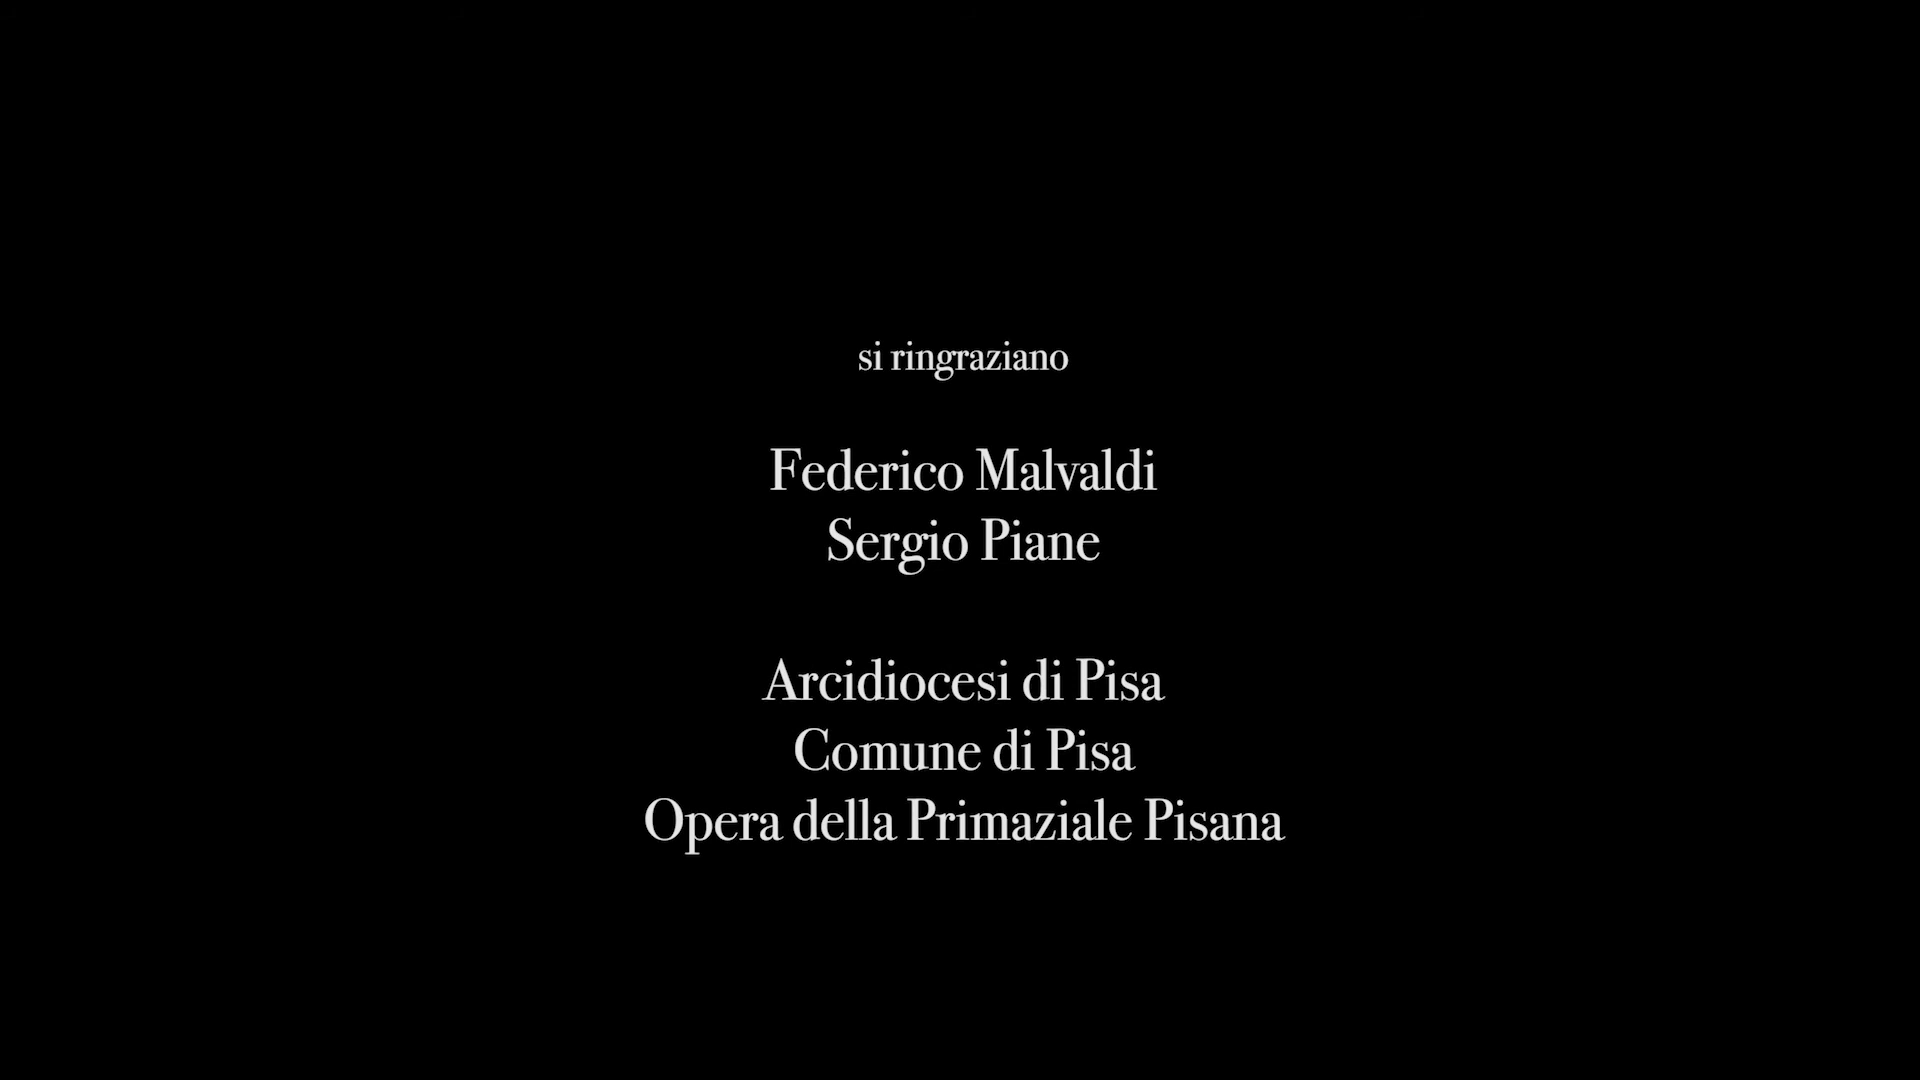 si ringraziano
Federico Malvaldi
Sergio Piane
Arcidiocesi di Pisa
Comune di Pisa
Opera della Primaziale Pisana